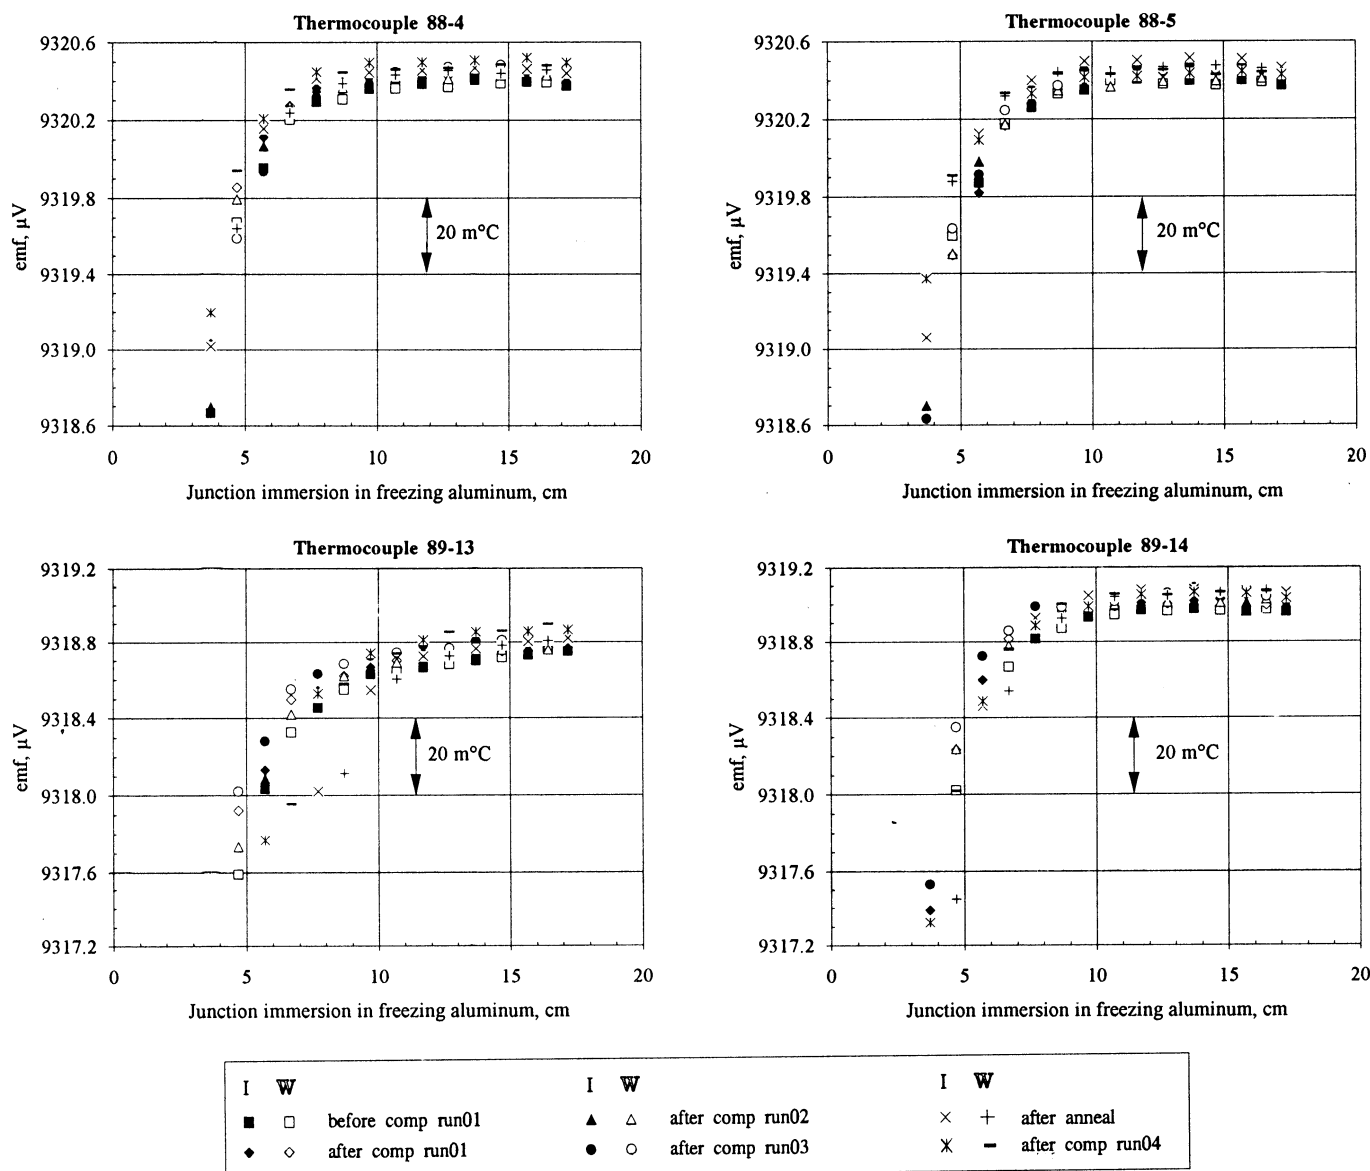 Thermocouple 88-4
9320.6
9320.2
9319.8
9319.4
9319.0
9318.6
emf, µV
20 m°C
0 5 10 15 20
Junction immersion in freezing aluminum, cm
Thermocouple 88-5
9320.6
9320.2
9319.8
9319.4
9319.0
9318.6
emf, µV
20 m°C
0 5 10 15 20
Junction immersion in freezing aluminum, cm
Thermocouple 89-13
9319.2
9318.8
9318.4
9318.0
9317.6
9317.2
emf, µV
20 m°C
0 5 10 15 20
Junction immersion in freezing aluminum, cm
Thermocouple 89-14
9319.2
9318.8
9318.4
9318.0
9317.6
9317.2
emf, µV
20 m°C
0 5 10 15 20
Junction immersion in freezing aluminum, cm
I W I W I W
before comp run01 after comp run02 after anneal
after comp run01 after comp run03 after comp run04